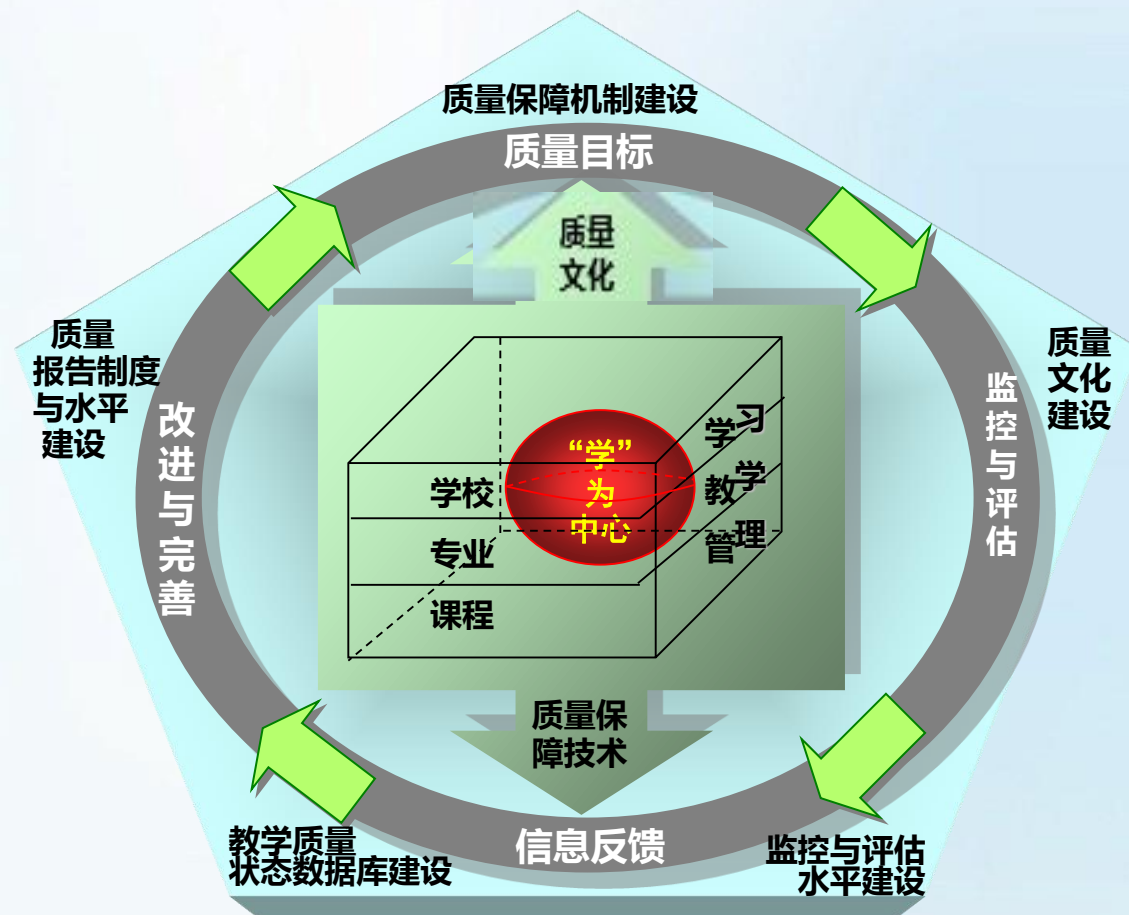 质量保障机制建设
质量目标
质量
文化
质量
报告制度
与水平
建设
质量
文化
建设
改
进
与
完
善
监
控
与
评
估
“学”
为
中心
学校
专业
课程
学习
教学
管理
质量保
障技术
信息反馈
教学质量
状态数据库建设
监控与评估
水平建设